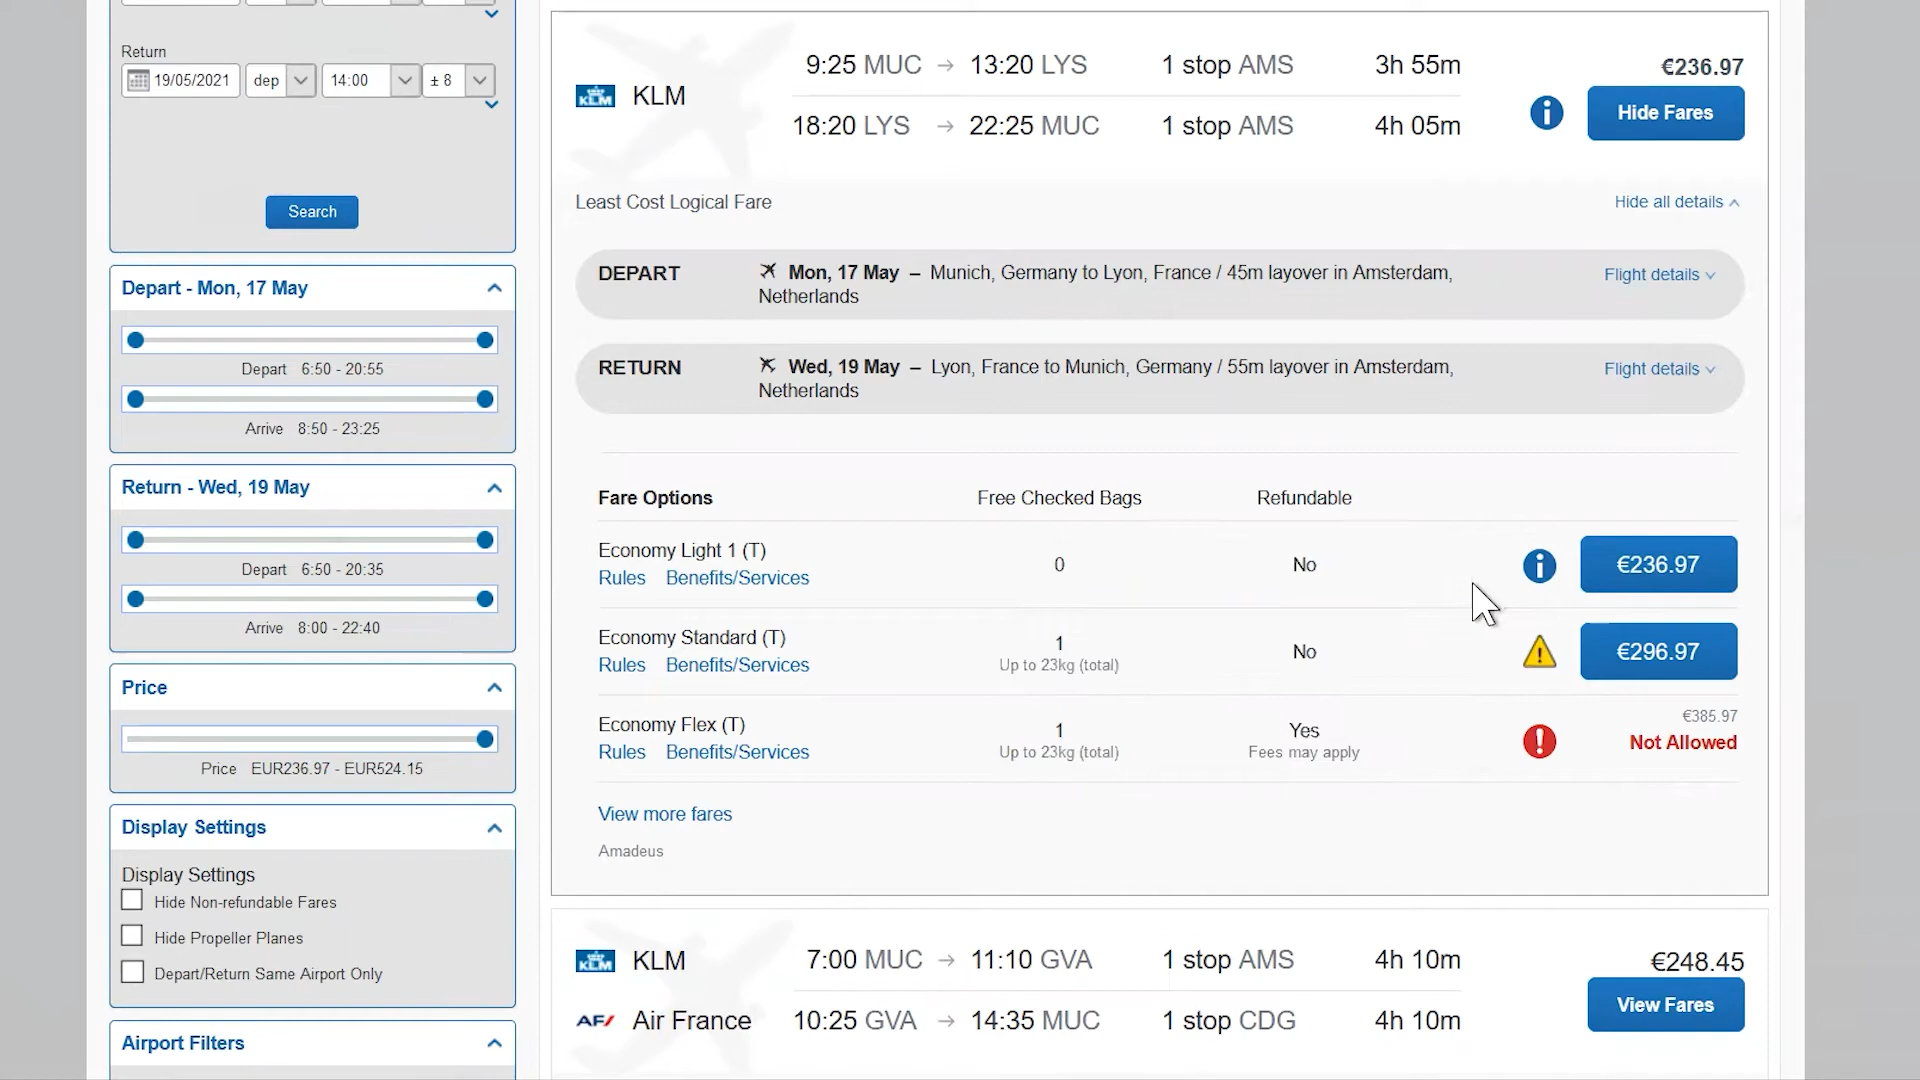 Return
19/05/2021 dep 14:00 ± 8
Search
Depart - Mon, 17 May
Depart 6:50 - 20:55
Arrive 8:50 - 23:25
Return - Wed, 19 May
Depart 6:50 - 20:35
Arrive 8:00 - 22:40
Price
Price EUR236.97 - EUR524.15
Display Settings
Display Settings
Hide Non-refundable Fares
Hide Propeller Planes
Depart/Return Same Airport Only
Airport Filters
KLM KLM
9:25 MUC → 13:20 LYS 1 stop AMS 3h 55m
18:20 LYS → 22:25 MUC 1 stop AMS 4h 05m
€236.97
Hide Fares
Least Cost Logical Fare Hide all details
DEPART Mon, 17 May – Munich, Germany to Lyon, France / 45m layover in Amsterdam, Flight details
Netherlands
RETURN Wed, 19 May – Lyon, France to Munich, Germany / 55m layover in Amsterdam, Flight details
Netherlands
Fare Options Free Checked Bags Refundable
Economy Light 1 (T) 0 No €236.97
Rules Benefits/Services
Economy Standard (T) 1 No €296.97
Rules Benefits/Services Up to 23kg (total)
Economy Flex (T) 1 Yes €385.97
Rules Benefits/Services Up to 23kg (total) Fees may apply Not Allowed
View more fares
Amadeus
KLM KLM 7:00 MUC → 11:10 GVA 1 stop AMS 4h 10m €248.45
View Fares
AF Air France 10:25 GVA → 14:35 MUC 1 stop CDG 4h 10m